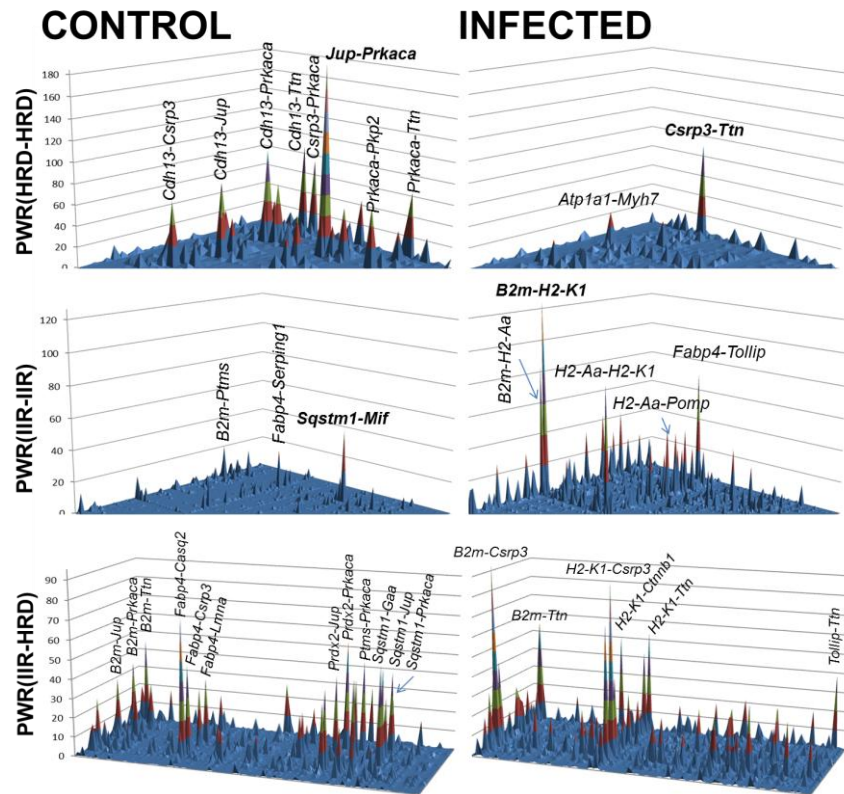 CONTROL
INFECTED
PWR(HRD-HRD)
180
160
140
120
100
80
60
40
20
0
Cdh13-Csrp3
Cdh13-Jup
Cdh13-Prkaca
Cdh13-Ttn
Csrp3-Prkaca
Jup-Prkaca
Prkaca-Pkp2
Prkaca-Ttn
Atp1a1-Myh7
Csrp3-Ttn
PWR(IIR-IIR)
120
100
80
60
40
20
0
B2m-Ptms
Fabp4-Serping1
Sqstm1-Mif
B2m-H2-K1
B2m-H2-Aa
H2-Aa-H2-K1
H2-Aa-Pomp
Fabp4-Tollip
PWR(IIR-HRD)
90
80
70
60
50
40
30
20
10
0
B2m-Jup
B2m-Prkaca
B2m-Ttn
Fabp4-Casq2
Fabp4-Csrp3
Fabp4-Lmna
Prdx2-Jup
Prdx2-Prkaca
Ptms-Prkaca
Sqstm1-Gaa
Sqstm1-Jup
Sqstm1-Prkaca
B2m-Csrp3
B2m-Ttn
H2-K1-Csrp3
H2-K1-Ctnnb1
H2-K1-Ttn
Tollip-Ttn